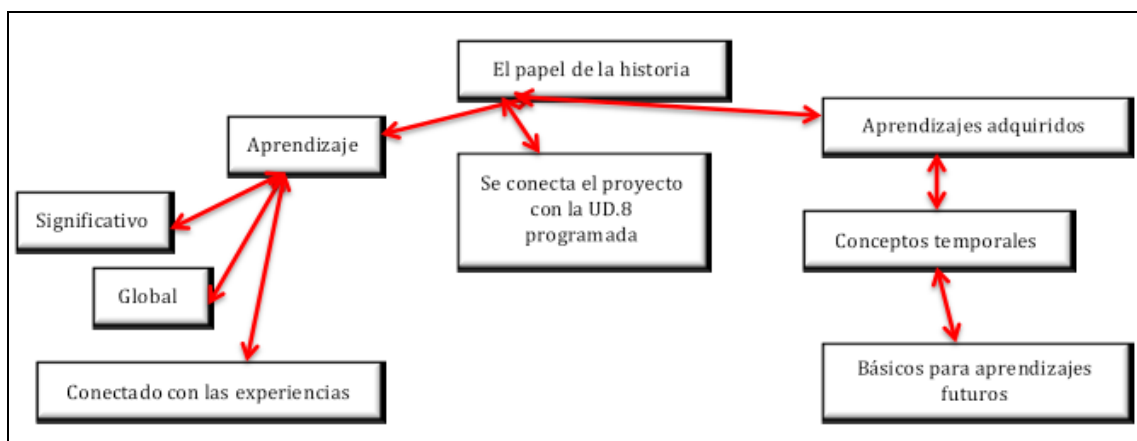 El papel de la historia
Aprendizaje
Aprendizajes adquiridos
Se conecta el proyecto
con la UD.8
programada
Significativo
Conceptos temporales
Global
Conectado con las experiencias
Básicos para aprendizajes
futuros